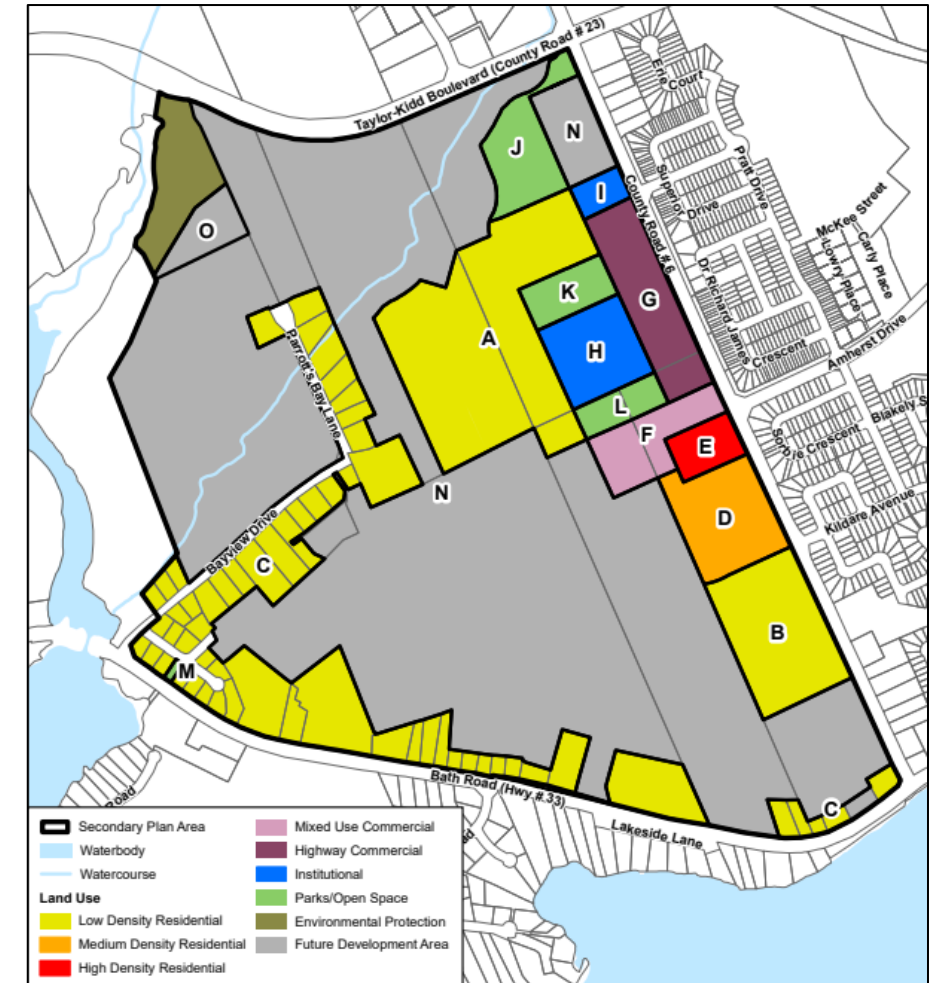 Taylor-Kidd Boulevard (County Road # 23)
Erie Court
N
J
Pratt Drive
I
Superior
Drive
County Road # 6
McKee Street
O
Lowry Place
Carly Place
K
G
Dr Richard James
Crescent
A
Parrott's Bay Lane
H
Amherst Drive
L
F
E
Blakely S
Sorbie Crescent
N
D
Kildare Avenue
Bayview Drive
C
B
M
Bath Road (Hwy # 33)
C
Lakeside Lane
Road
ad
Secondary Plan Area
Waterbody
Watercourse
Land Use
Low Density Residential
Medium Density Residential
High Density Residential
Mixed Use Commercial
Highway Commercial
Institutional
Parks/Open Space
Environmental Protection
Future Development Area